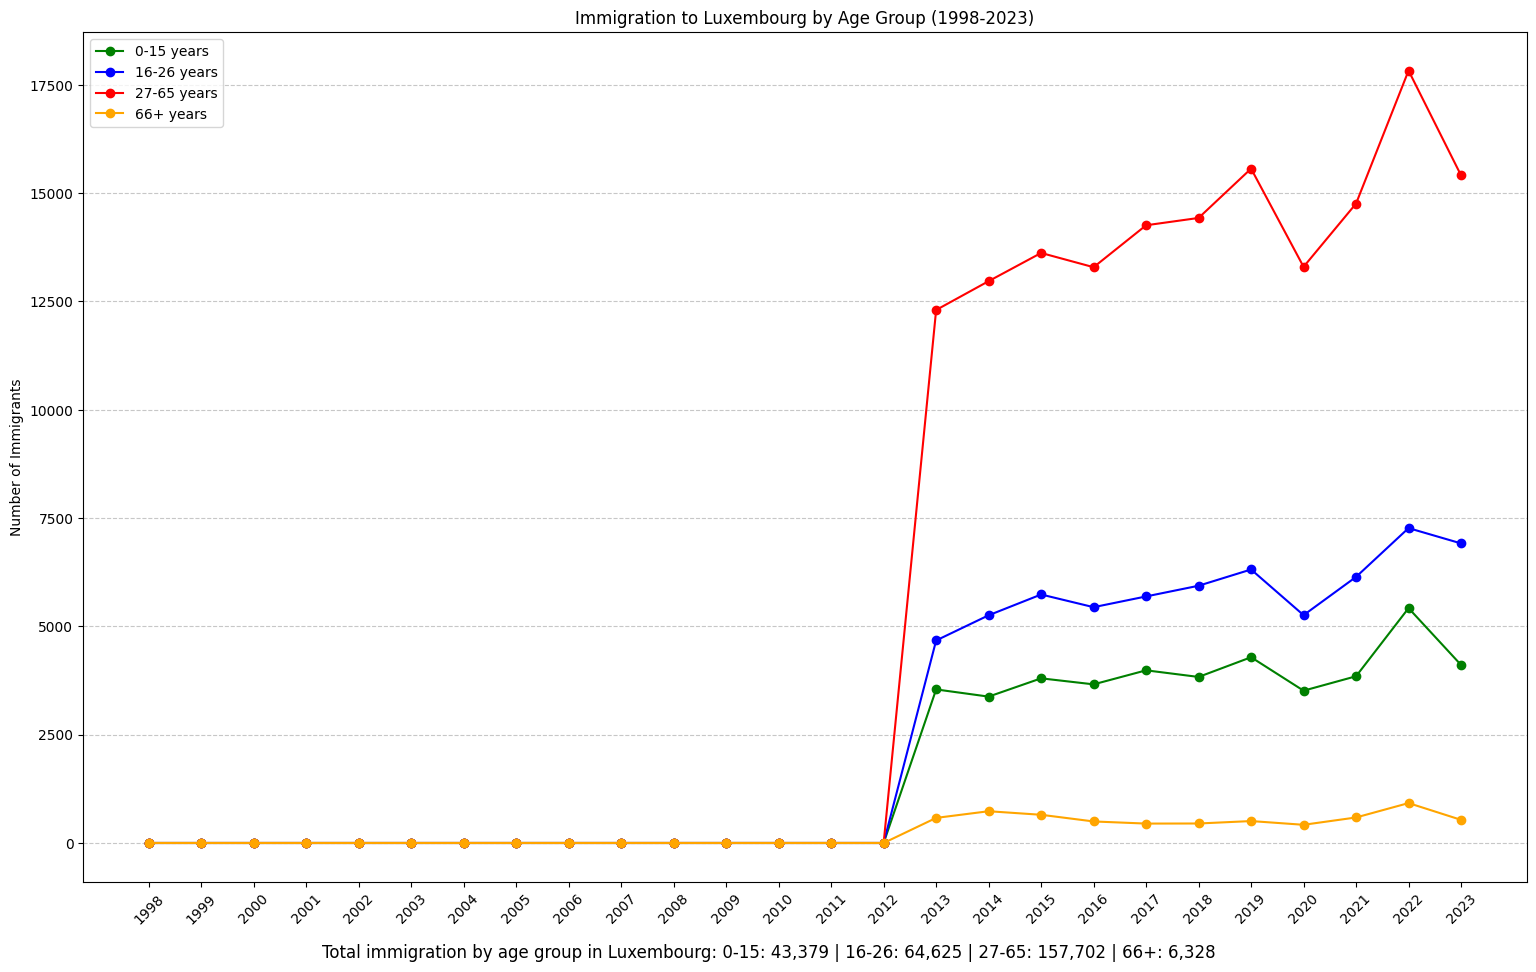 Immigration to Luxembourg by Age Group (1998-2023)
0-15 years
16-26 years
27-65 years
66+ years
Number of Immigrants
17500
15000
12500
10000
7500
5000
2500
0
1998 1999 2000 2001 2002 2003 2004 2005 2006 2007 2008 2009 2010 2011 2012 2013 2014 2015 2016 2017 2018 2019 2020 2021 2022 2023
Total immigration by age group in Luxembourg: 0-15: 43,379 | 16-26: 64,625 | 27-65: 157,702 | 66+: 6,328